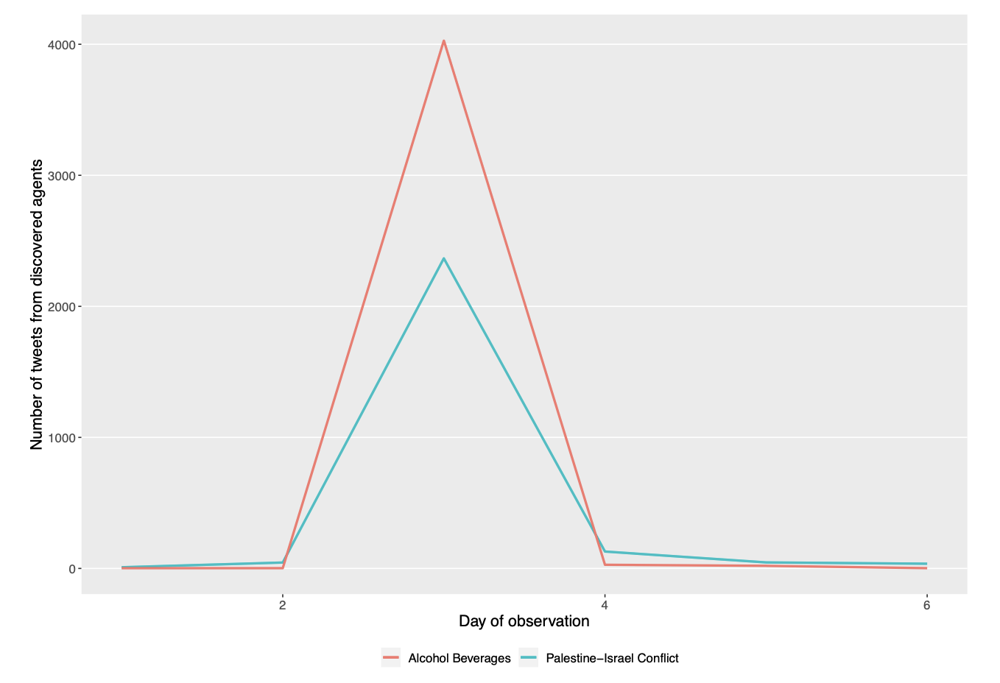 Number of tweets from discovered agents
4000
3000
2000
1000
0
2 4 6
Day of observation
Alcohol Beverages Palestine−Israel Conflict